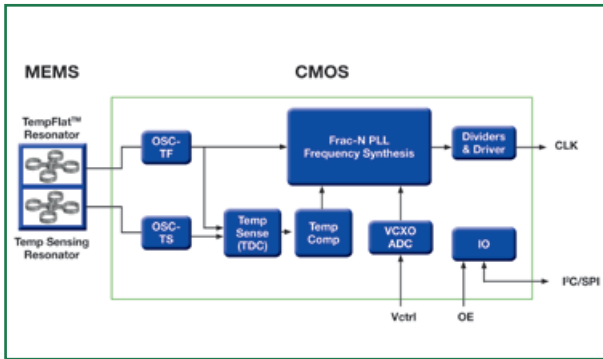 MEMS
CMOS
TempFlat™
Resonator
OSC-
TF
Frac-N PLL
Frequency Synthesis
Dividers
& Driver
CLK
Temp Sensing
Resonator
OSC-
TS
Temp
Sense
(TDC)
Temp
Comp
VCXO
ADC
IO
I²C/SPI
Vctrl
OE